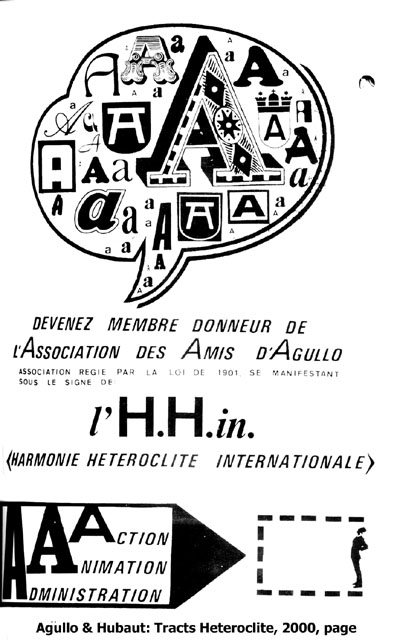 DEVENEZ MEMBRE DONNEUR DE
L'ASSOCIATION DES AMIS D'AGULLO
ASSOCIATION REGIE PAR LA LOI DE 1901, SE MANIFESTANT
SOUS LE SIGNE DE:
l'H.H.in.
(HARMONIE HETEROCLITE INTERNATIONALE)
ACTION
ANIMATION
ADMINISTRATION
Agullo & Hubaut: Tracts Heteroclite, 2000, page